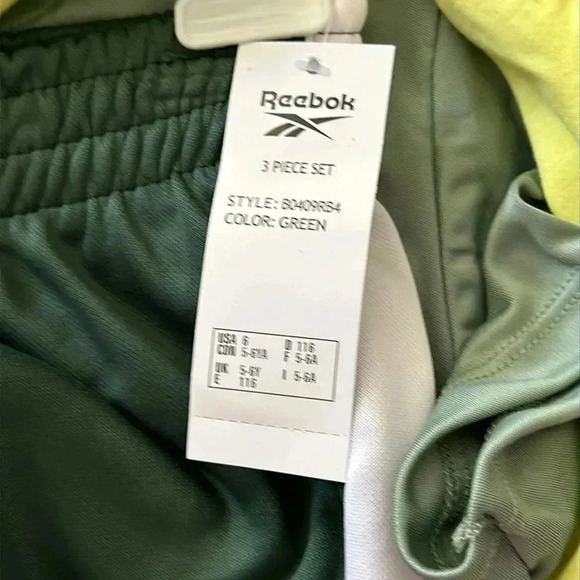 Reebok
3 PIECE SET
STYLE: B0409RB4
COLOR: GREEN
USA 6 D 116
CDN 5-6YA F 5-6A
UK 5-6Y I 5-6A
E 116